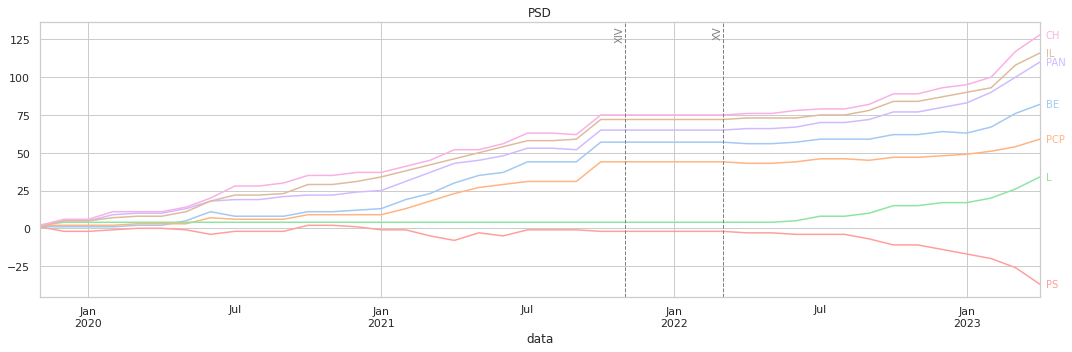 PSD
XIV
XV
125
100
75
50
25
0
−25
CH
IL
PAN
BE
PCP
L
PS
Jan
2020
Jul
Jan
2021
Jul
Jan
2022
Jul
Jan
2023
data